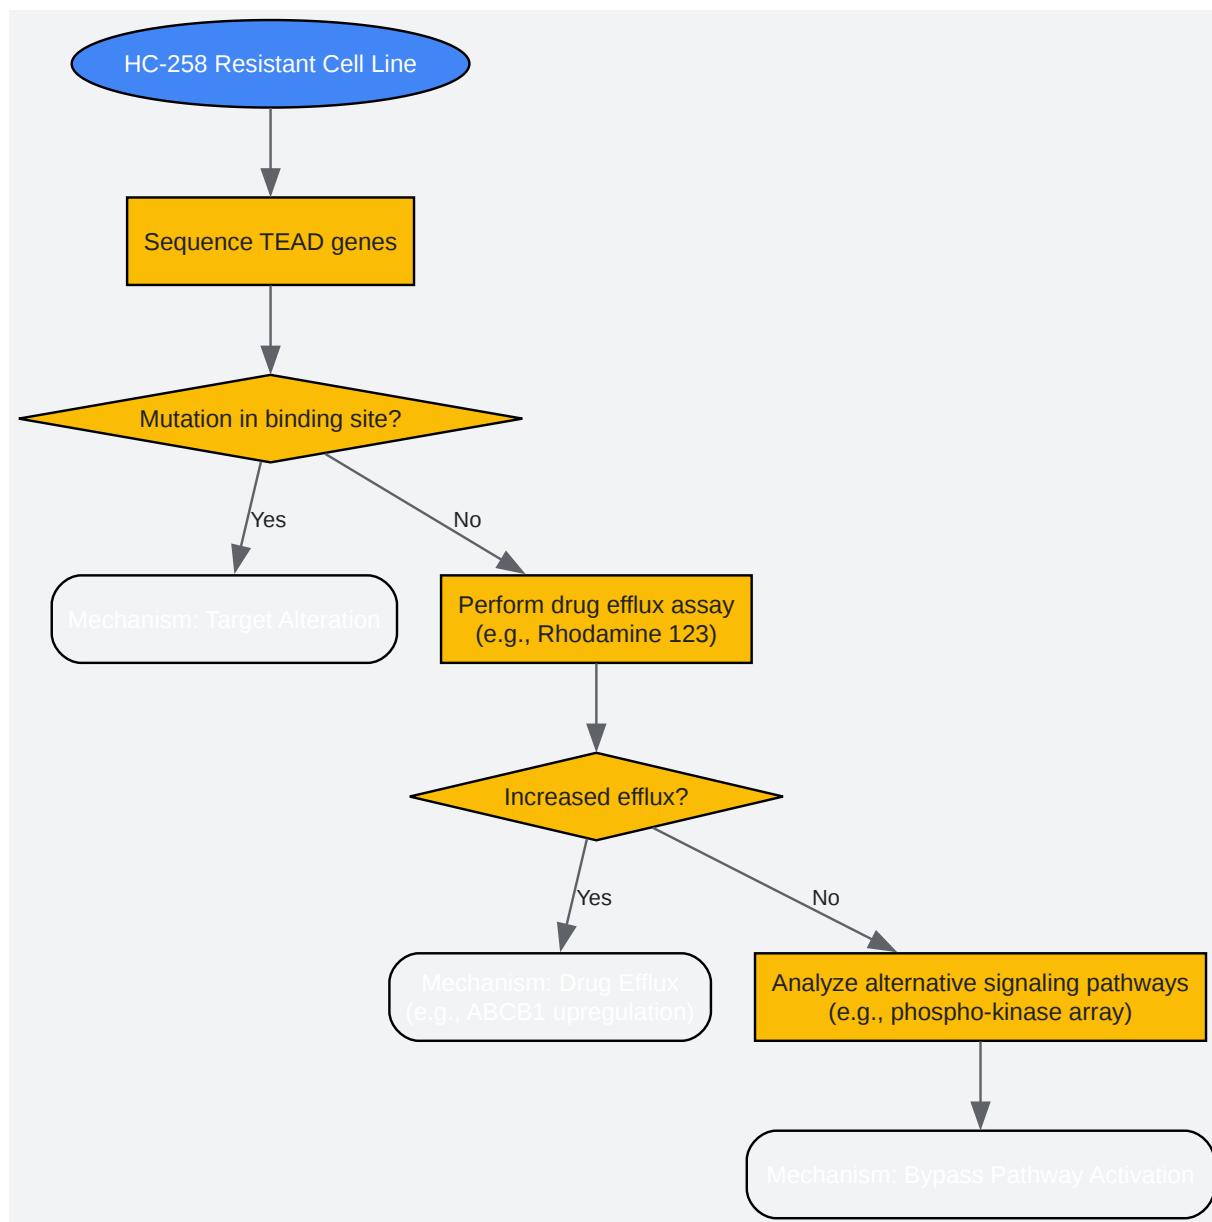 HC-258 Resistant Cell Line
Sequence TEAD genes
Mutation in binding site?
Yes
No
Mechanism: Target Alteration
Perform drug efflux assay
(e.g., Rhodamine 123)
Increased efflux?
Yes
No
Mechanism: Drug Efflux
(e.g., ABCB1 upregulation)
Analyze alternative signaling pathways
(e.g., phospho-kinase array)
Mechanism: Bypass Pathway Activation